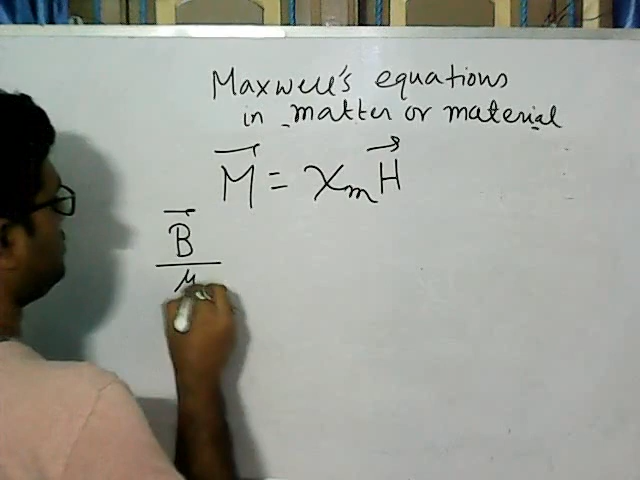 Maxwell's equations
in matter or material
M⃗ = χₘ H⃗
B⃗
μ